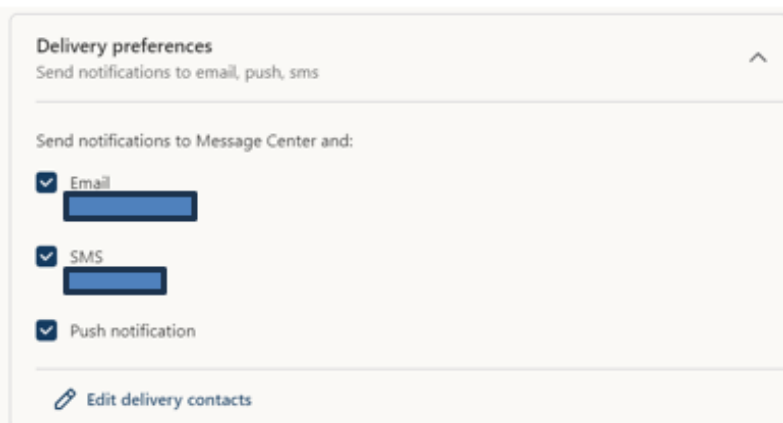 Delivery preferences
Send notifications to email, push, sms
Send notifications to Message Center and:
Email
SMS
Push notification
Edit delivery contacts